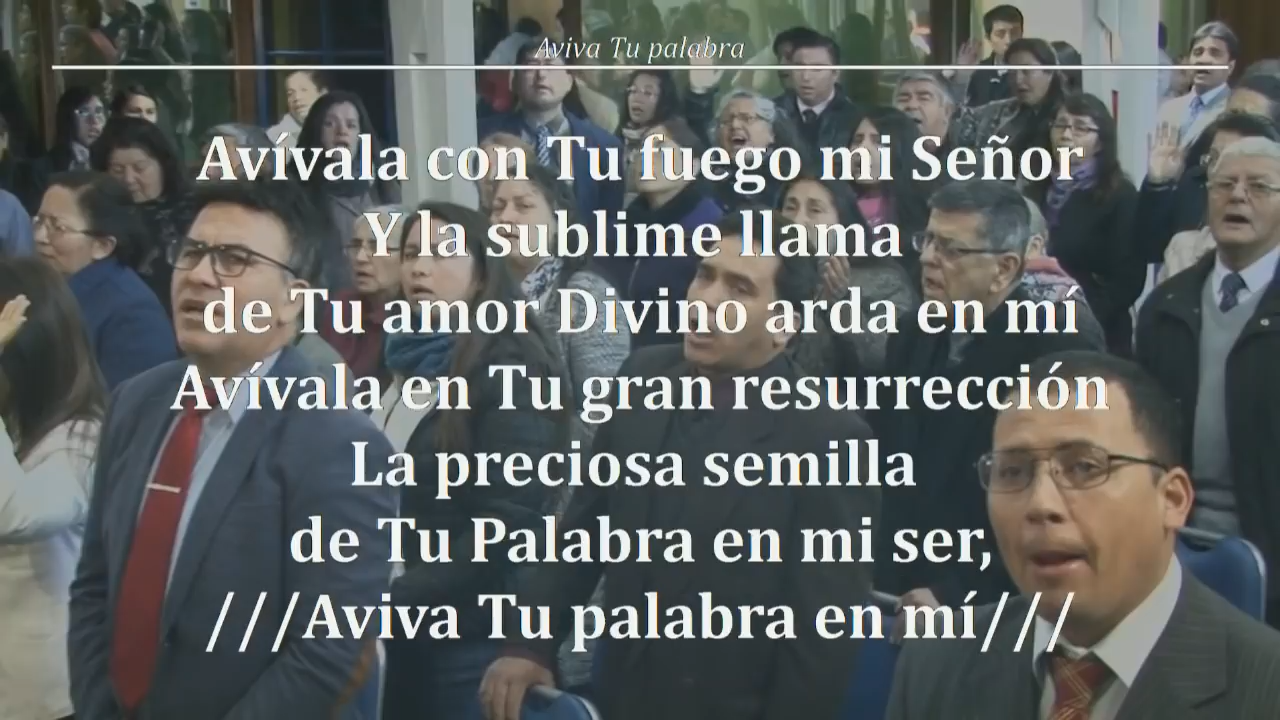 Aviva Tu palabra
Avívala con Tu fuego mi Señor
Y la sublime llama
de Tu amor Divino arda en mí
Avívala en Tu gran resurrección
La preciosa semilla
de Tu Palabra en mi ser,
///Aviva Tu palabra en mí///